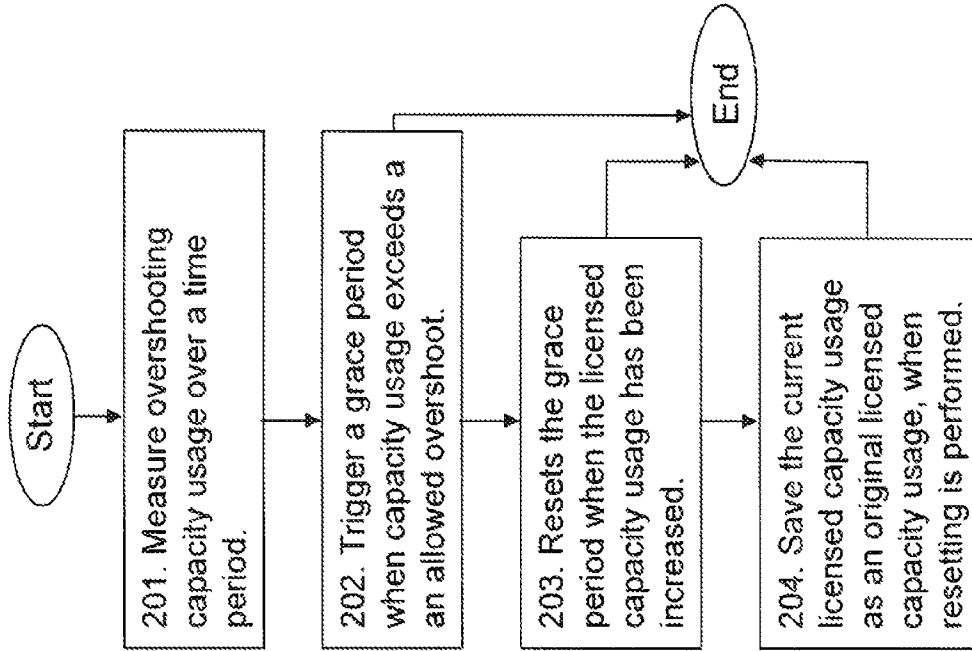 Start
201. Measure overshooting
capacity usage over a time
period.
202. Trigger a grace period
when capacity usage exceeds a
an allowed overshoot.
203. Resets the grace
period when the licensed
capacity usage has been
increased.
204. Save the current
licensed capacity usage
as an original licensed
capacity usage, when
resetting is performed.
End